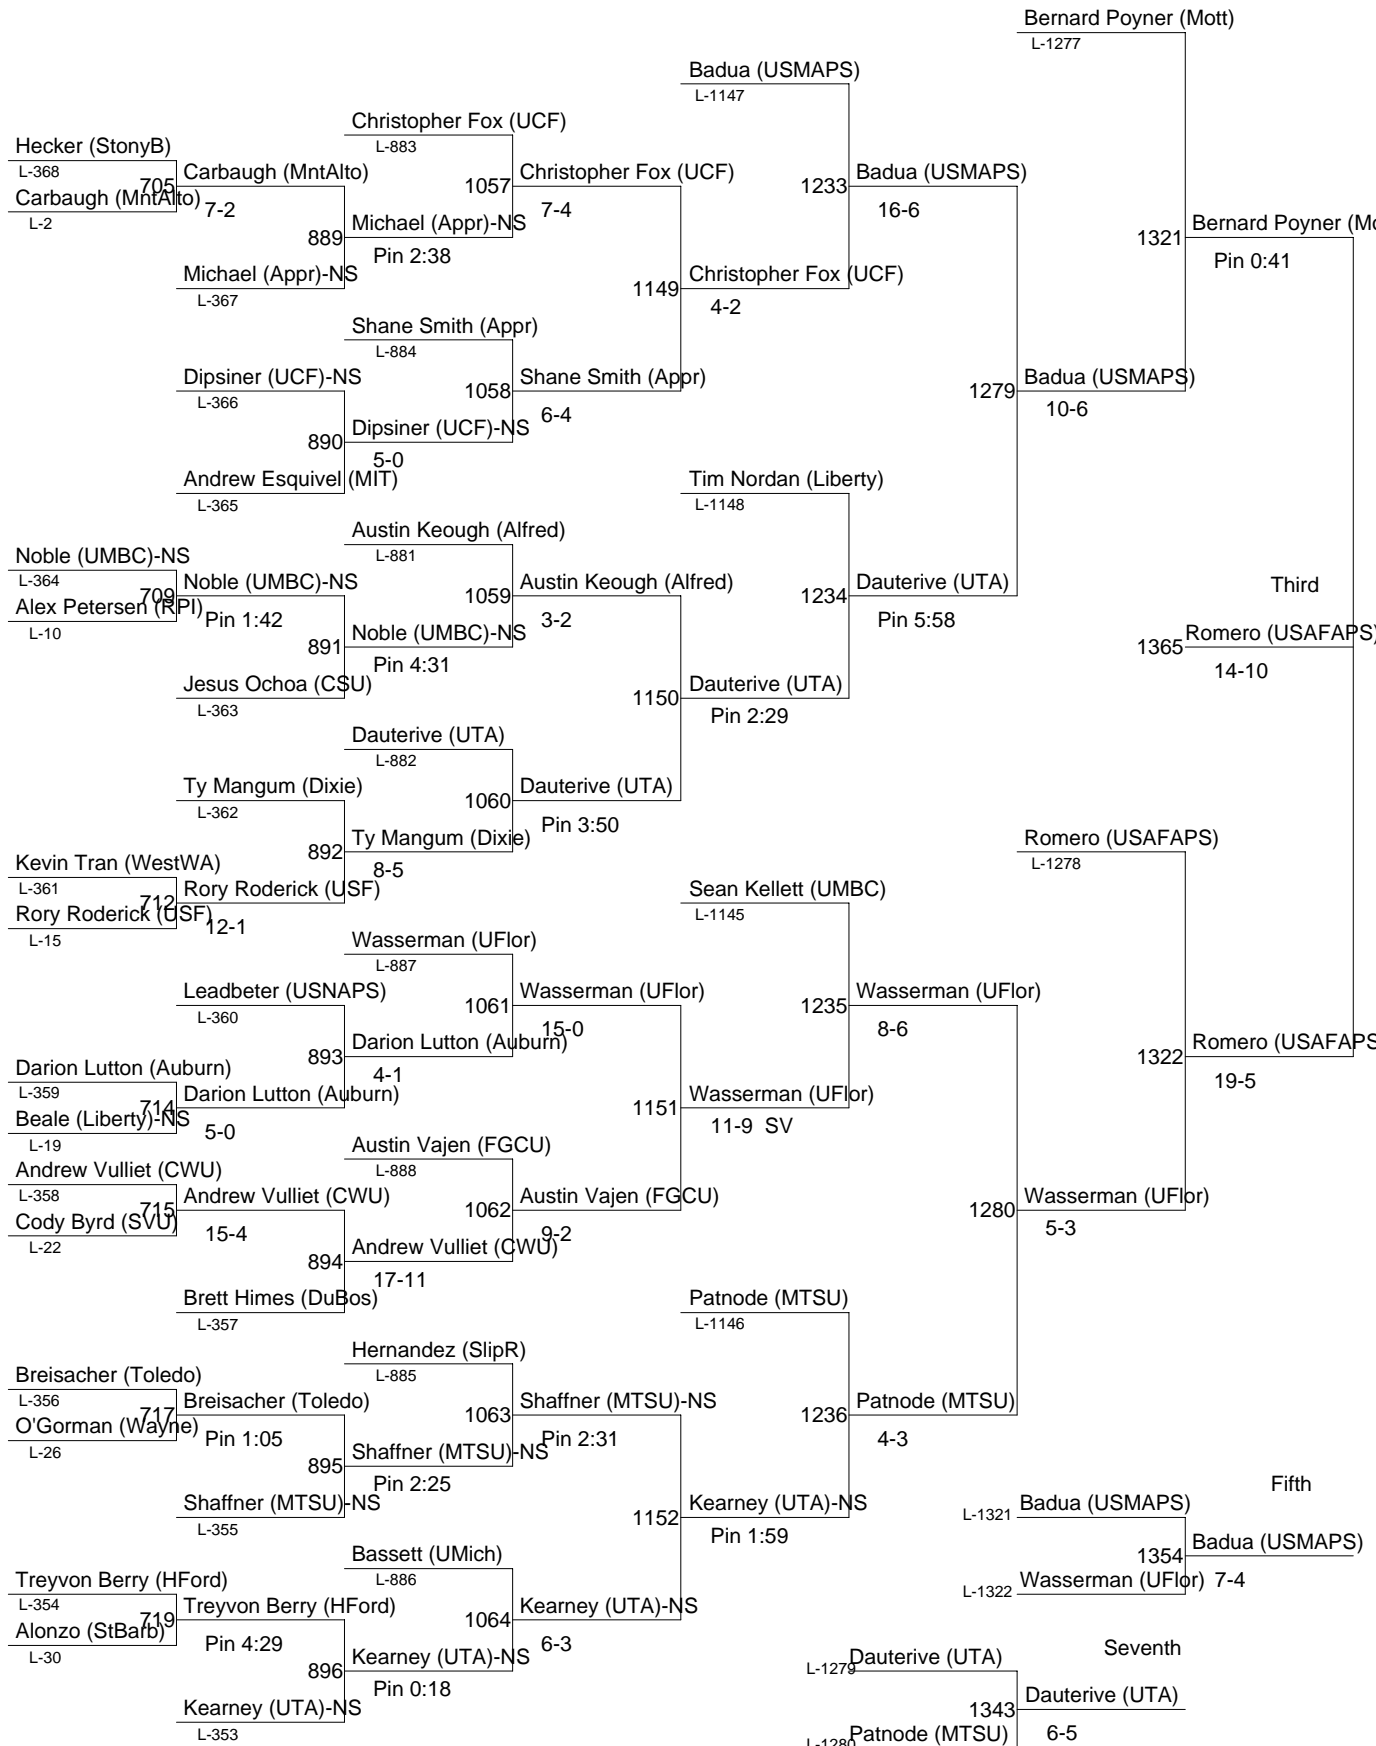 Bernard Poyner (Mott)
L-1277
Badua (USMAPS)
L-1147
Christopher Fox (UCF)
L-883
Hecker (StonyB)
L-368
705
Carbaugh (MntAlto)
Carbaugh (MntAlto)
L-2
7-2
1057
Christopher Fox (UCF)
7-4
1233
Badua (USMAPS)
16-6
889
Michael (Appr)-NS
Pin 2:38
1321
Bernard Poyner (Mo
Pin 0:41
Michael (Appr)-NS
L-367
1149
Christopher Fox (UCF)
4-2
Shane Smith (Appr)
L-884
Dipsiner (UCF)-NS
L-366
1058
Shane Smith (Appr)
6-4
1279
Badua (USMAPS)
10-6
890
Dipsiner (UCF)-NS
5-0
Andrew Esquivel (MIT)
L-365
Tim Nordan (Liberty)
L-1148
Austin Keough (Alfred)
L-881
Noble (UMBC)-NS
L-364
709
Noble (UMBC)-NS
Alex Petersen (RPI)
L-10
Pin 1:42
1059
Austin Keough (Alfred)
3-2
1234
Dauterive (UTA)
Pin 5:58
Third
891
Noble (UMBC)-NS
Pin 4:31
1365
Romero (USAFAPS)
14-10
Jesus Ochoa (CSU)
L-363
1150
Dauterive (UTA)
Pin 2:29
Dauterive (UTA)
L-882
Ty Mangum (Dixie)
L-362
1060
Dauterive (UTA)
Pin 3:50
892
Ty Mangum (Dixie)
8-5
Romero (USAFAPS)
L-1278
Kevin Tran (WestWA)
L-361
712
Rory Roderick (USF)
Rory Roderick (USF)
L-15
12-1
Sean Kellett (UMBC)
L-1145
Wasserman (UFlor)
L-887
Leadbeter (USNAPS)
L-360
1061
Wasserman (UFlor)
15-0
1235
Wasserman (UFlor)
8-6
893
Darion Lutton (Auburn)
4-1
1322
Romero (USAFAPS
19-5
Darion Lutton (Auburn)
L-359
714
Darion Lutton (Auburn)
Beale (Liberty)-NS
L-19
5-0
1151
Wasserman (UFlor)
11-9 SV
Austin Vajen (FGCU)
L-888
Andrew Vulliet (CWU)
L-358
715
Andrew Vulliet (CWU)
Cody Byrd (SVU)
L-22
15-4
1062
Austin Vajen (FGCU)
9-2
1280
Wasserman (UFlor)
5-3
894
Andrew Vulliet (CWU)
17-11
Brett Himes (DuBos)
L-357
Patnode (MTSU)
L-1146
Hernandez (SlipR)
L-885
Breisacher (Toledo)
L-356
717
Breisacher (Toledo)
O'Gorman (Wayne)
L-26
Pin 1:05
1063
Shaffner (MTSU)-NS
Pin 2:31
1236
Patnode (MTSU)
4-3
895
Shaffner (MTSU)-NS
Pin 2:25
Fifth
Shaffner (MTSU)-NS
L-355
1152
Kearney (UTA)-NS
Pin 1:59
L-1321
Badua (USMAPS)
1354
Badua (USMAPS)
L-1322
Wasserman (UFlor)
7-4
Bassett (UMich)
L-886
Treyvon Berry (HFord)
L-354
719
Treyvon Berry (HFord)
Alonzo (StBarb)
L-30
Pin 4:29
1064
Kearney (UTA)-NS
6-3
896
Kearney (UTA)-NS
Pin 0:18
Kearney (UTA)-NS
L-353
Seventh
L-1279
Dauterive (UTA)
1343
Dauterive (UTA)
L-1280
Patnode (MTSU)
6-5